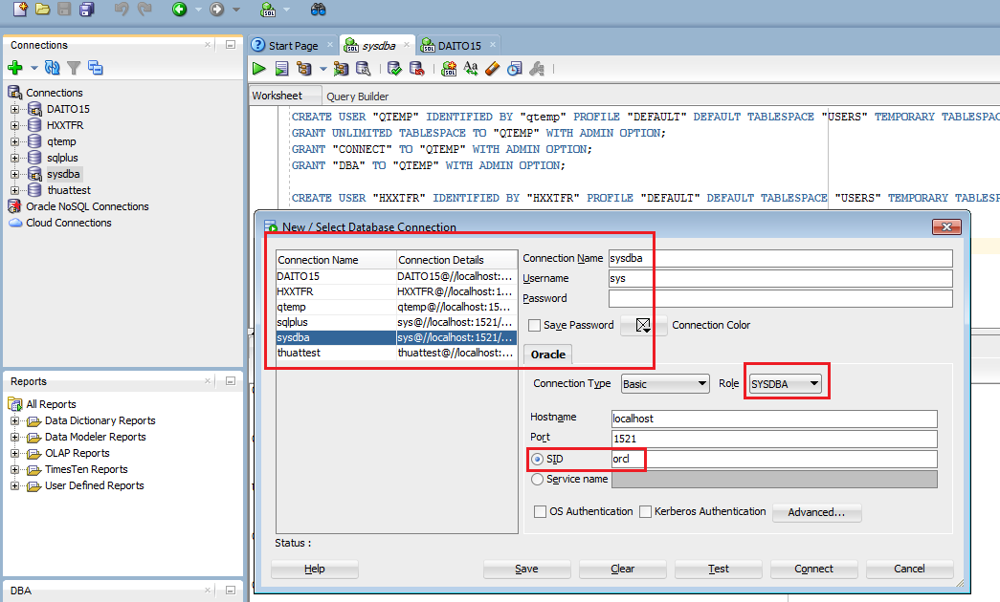 Connections
Connections
DAITO15
HXXTFR
qtemp
sqlplus
sysdba
thuattest
Oracle NoSQL Connections
Cloud Connections
Reports
All Reports
Data Dictionary Reports
Data Modeler Reports
OLAP Reports
TimesTen Reports
User Defined Reports
DBA
Start Page
sysdba
DAITO15
Worksheet
Query Builder
CREATE USER "QTEMP" IDENTIFIED BY "qtemp" PROFILE "DEFAULT" DEFAULT TABLESPACE "USERS" TEMPORARY TABLESPAC
GRANT UNLIMITED TABLESPACE TO "QTEMP" WITH ADMIN OPTION;
GRANT "CONNECT" TO "QTEMP" WITH ADMIN OPTION;
GRANT "DBA" TO "QTEMP" WITH ADMIN OPTION;
CREATE USER "HXXTFR" IDENTIFIED BY "HXXTFR" PROFILE "DEFAULT" DEFAULT TABLESPACE "USERS" TEMPORARY TABLESP
New / Select Database Connection
Connection Name Connection Details
DAITO15 DAITO15@//localhost:...
HXXTFR HXXTFR@//localhost:1...
qtemp qtemp@//localhost:15...
sqlplus sys@//localhost:1521/...
sysdba sys@//localhost:1521/...
thuattest thuattest@//localhost:...
Connection Name sysdba
Username sys
Password
Save Password Connection Color
Oracle
Connection Type Basic Role SYSDBA
Hostname localhost
Port 1521
SID orcl
Service name
OS Authentication Kerberos Authentication Advanced...
Status :
Help Save Clear Test Connect Cancel